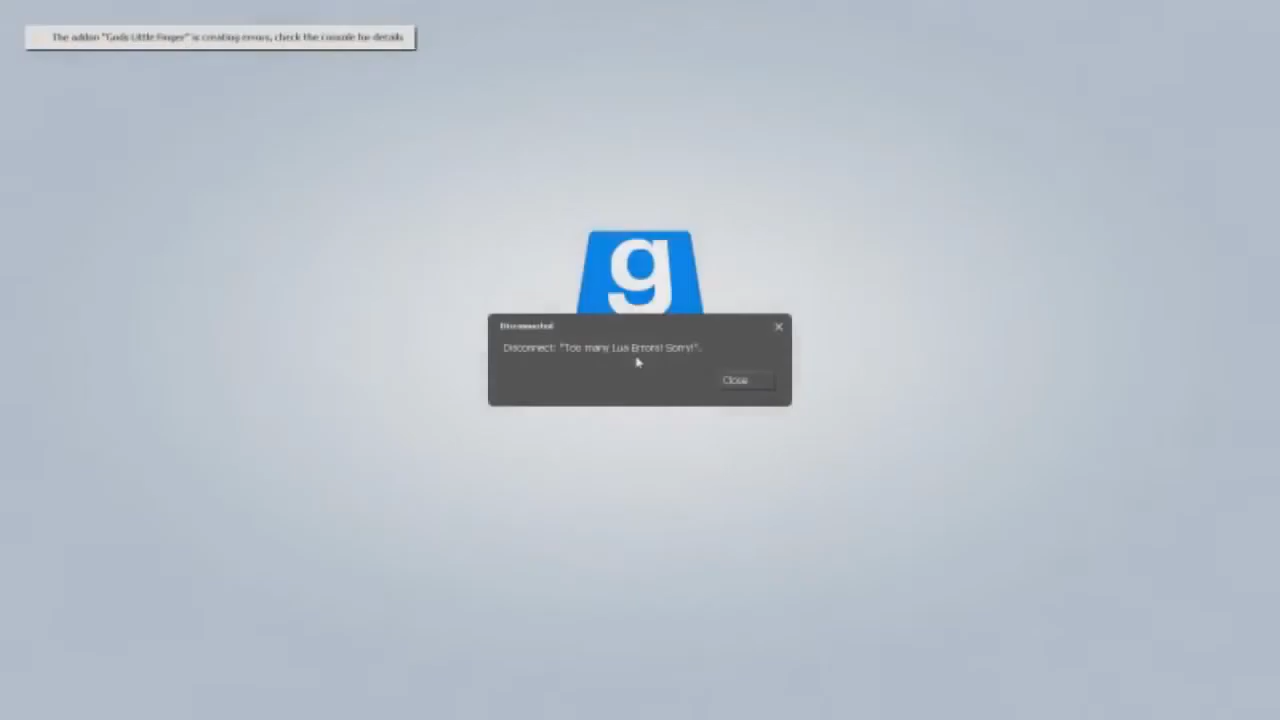 The addon "Gods Little Finger" is creating errors, check the console for details
g
Disconnected
Disconnect: "Too many Lua Errors! Sorry!".
Close